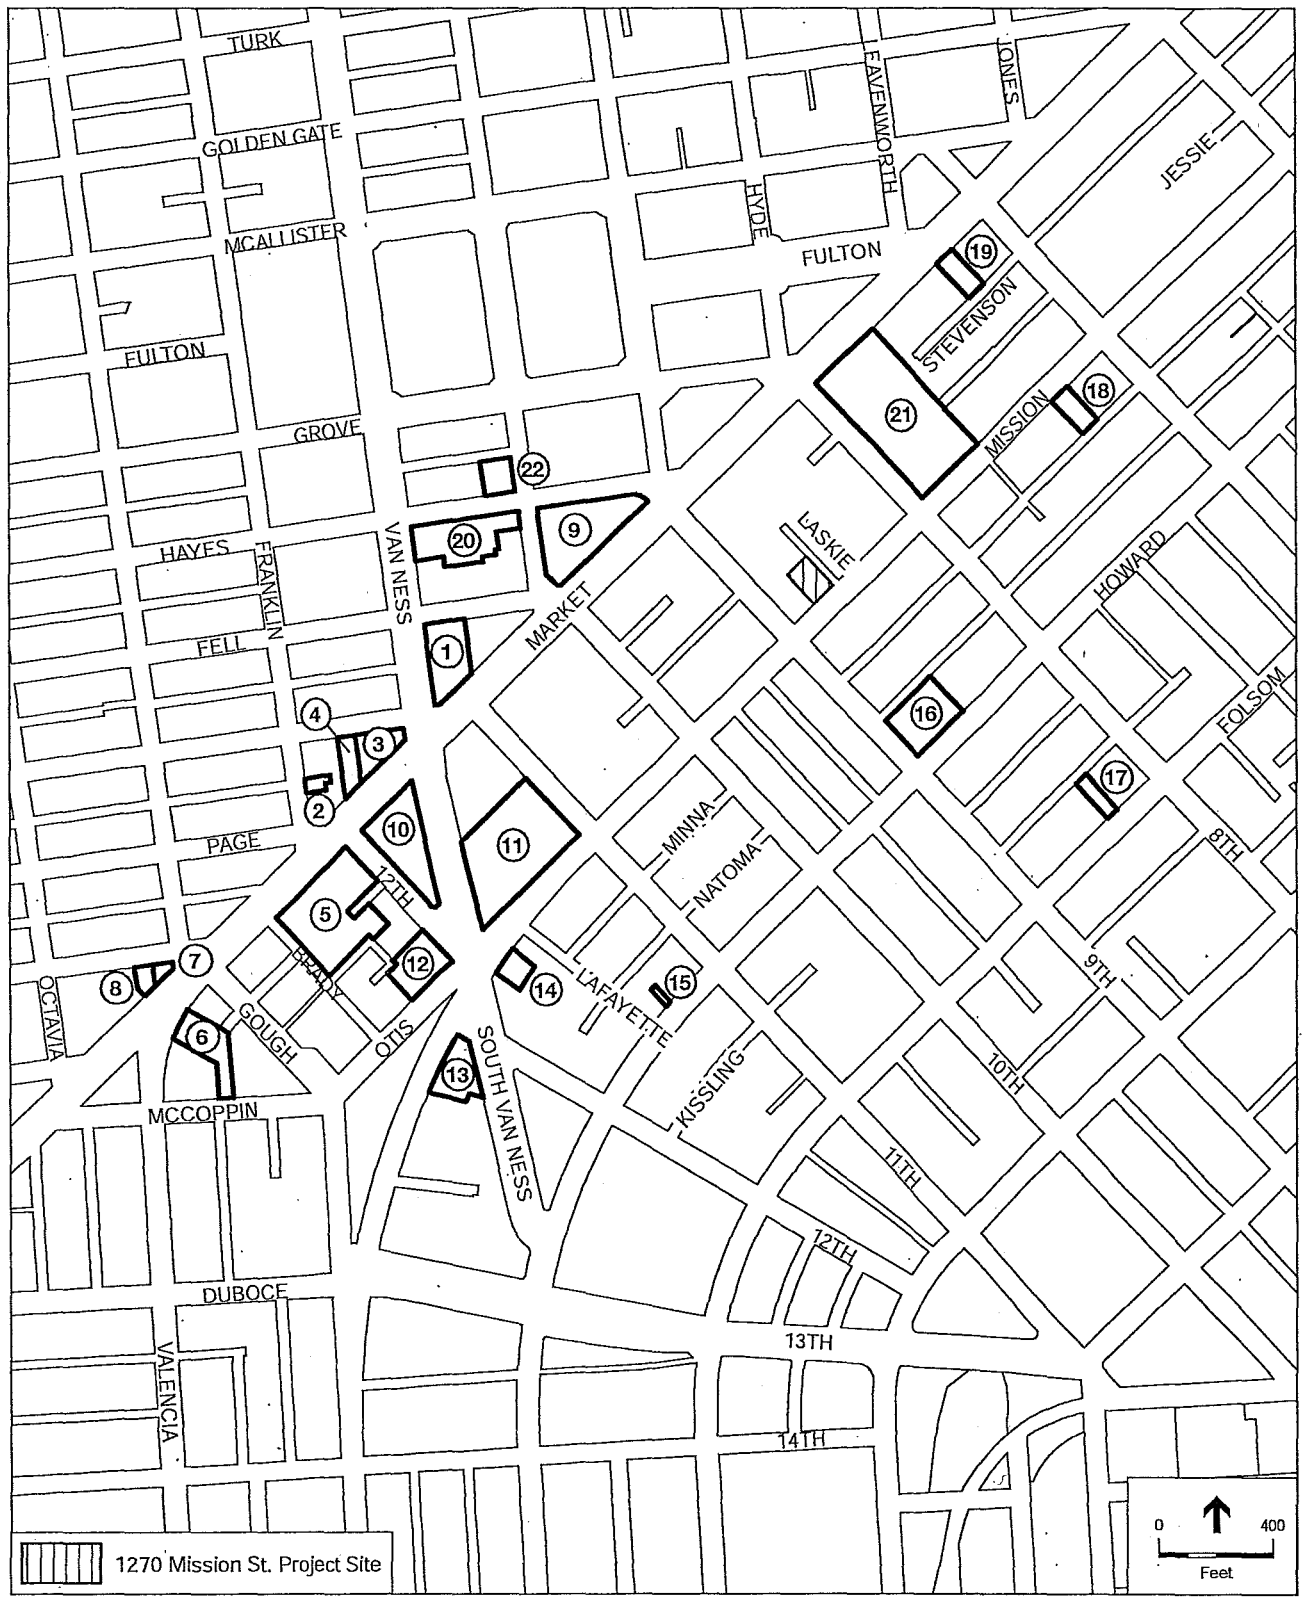 TURK
JONES
LEAVENWORTH
GOLDEN GATE
JESSIE
HYDE
MCALLISTER
FULTON
19
STEVENSON
FULTON
18
21
MISSION
GROVE
22
9
LASKIE
20
HAYES
FRANKLIN
VAN NESS
HOWARD
MARKET
FELL
1
FOLSOM
16
4
3
17
2
10
MINNA
11
PAGE
8TH
NATOMA
12TH
5
BRADY
12
7
8
OCTAVIA
14
LAFAYETTE
15
9TH
6
GOUGH
OTIS
13
SOUTH VAN NESS
KISSLING
10TH
MCCOPPIN
11TH
12TH
DUBOCE
13TH
VALENCIA
14TH
0 400
Feet
1270 Mission St. Project Site